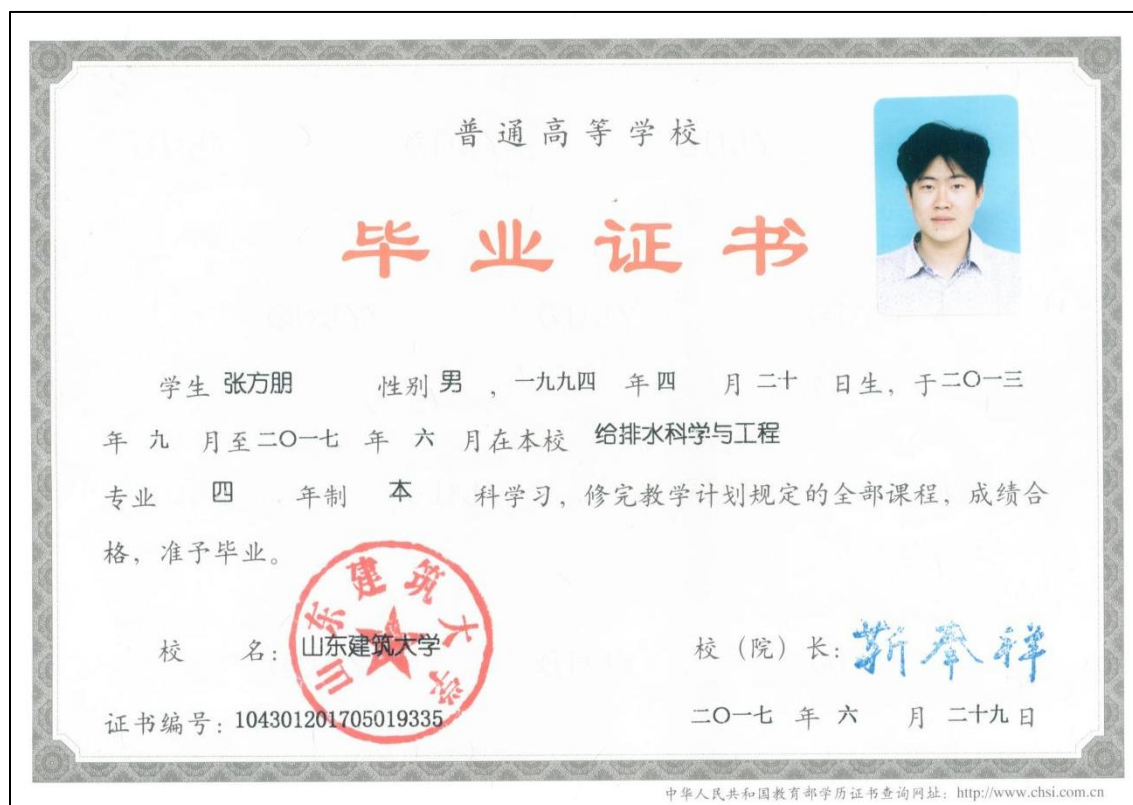 普通高等学校
毕业证书
学生 张方朋 性别 男 ，一九九四 年 四 月 二十 日生，于二〇一三
年 九 月至二〇一七 年 六 月在本校 给排水科学与工程
专业 四 年制 本 科学习，修完教学计划规定的全部课程，成绩合
格，准予毕业。
山东建筑大学
校 名：山东建筑大学
校（院）长：靳奉祥
证书编号：104301201705019335
二〇一七 年 六 月 二十九日
中华人民共和国教育部学历证书查询网址：http://www.chsi.com.cn